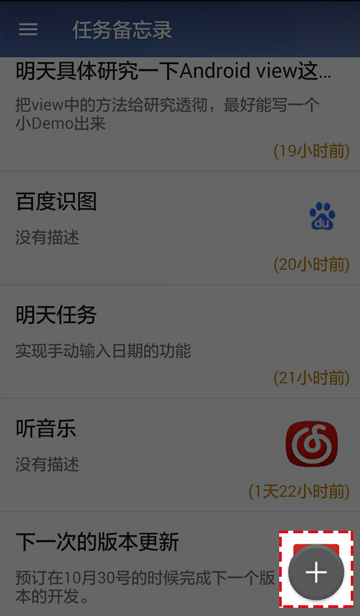 任务备忘录
明天具体研究一下Android view这...
把view中的方法给研究透彻，最好能写一个
小Demo出来
(19小时前)
百度识图
du
没有描述
(20小时前)
明天任务
实现手动输入日期的功能
(21小时前)
听音乐
没有描述
(1天22小时前)
下一次的版本更新
预订在10月30号的时候完成下一个版
本的开发。